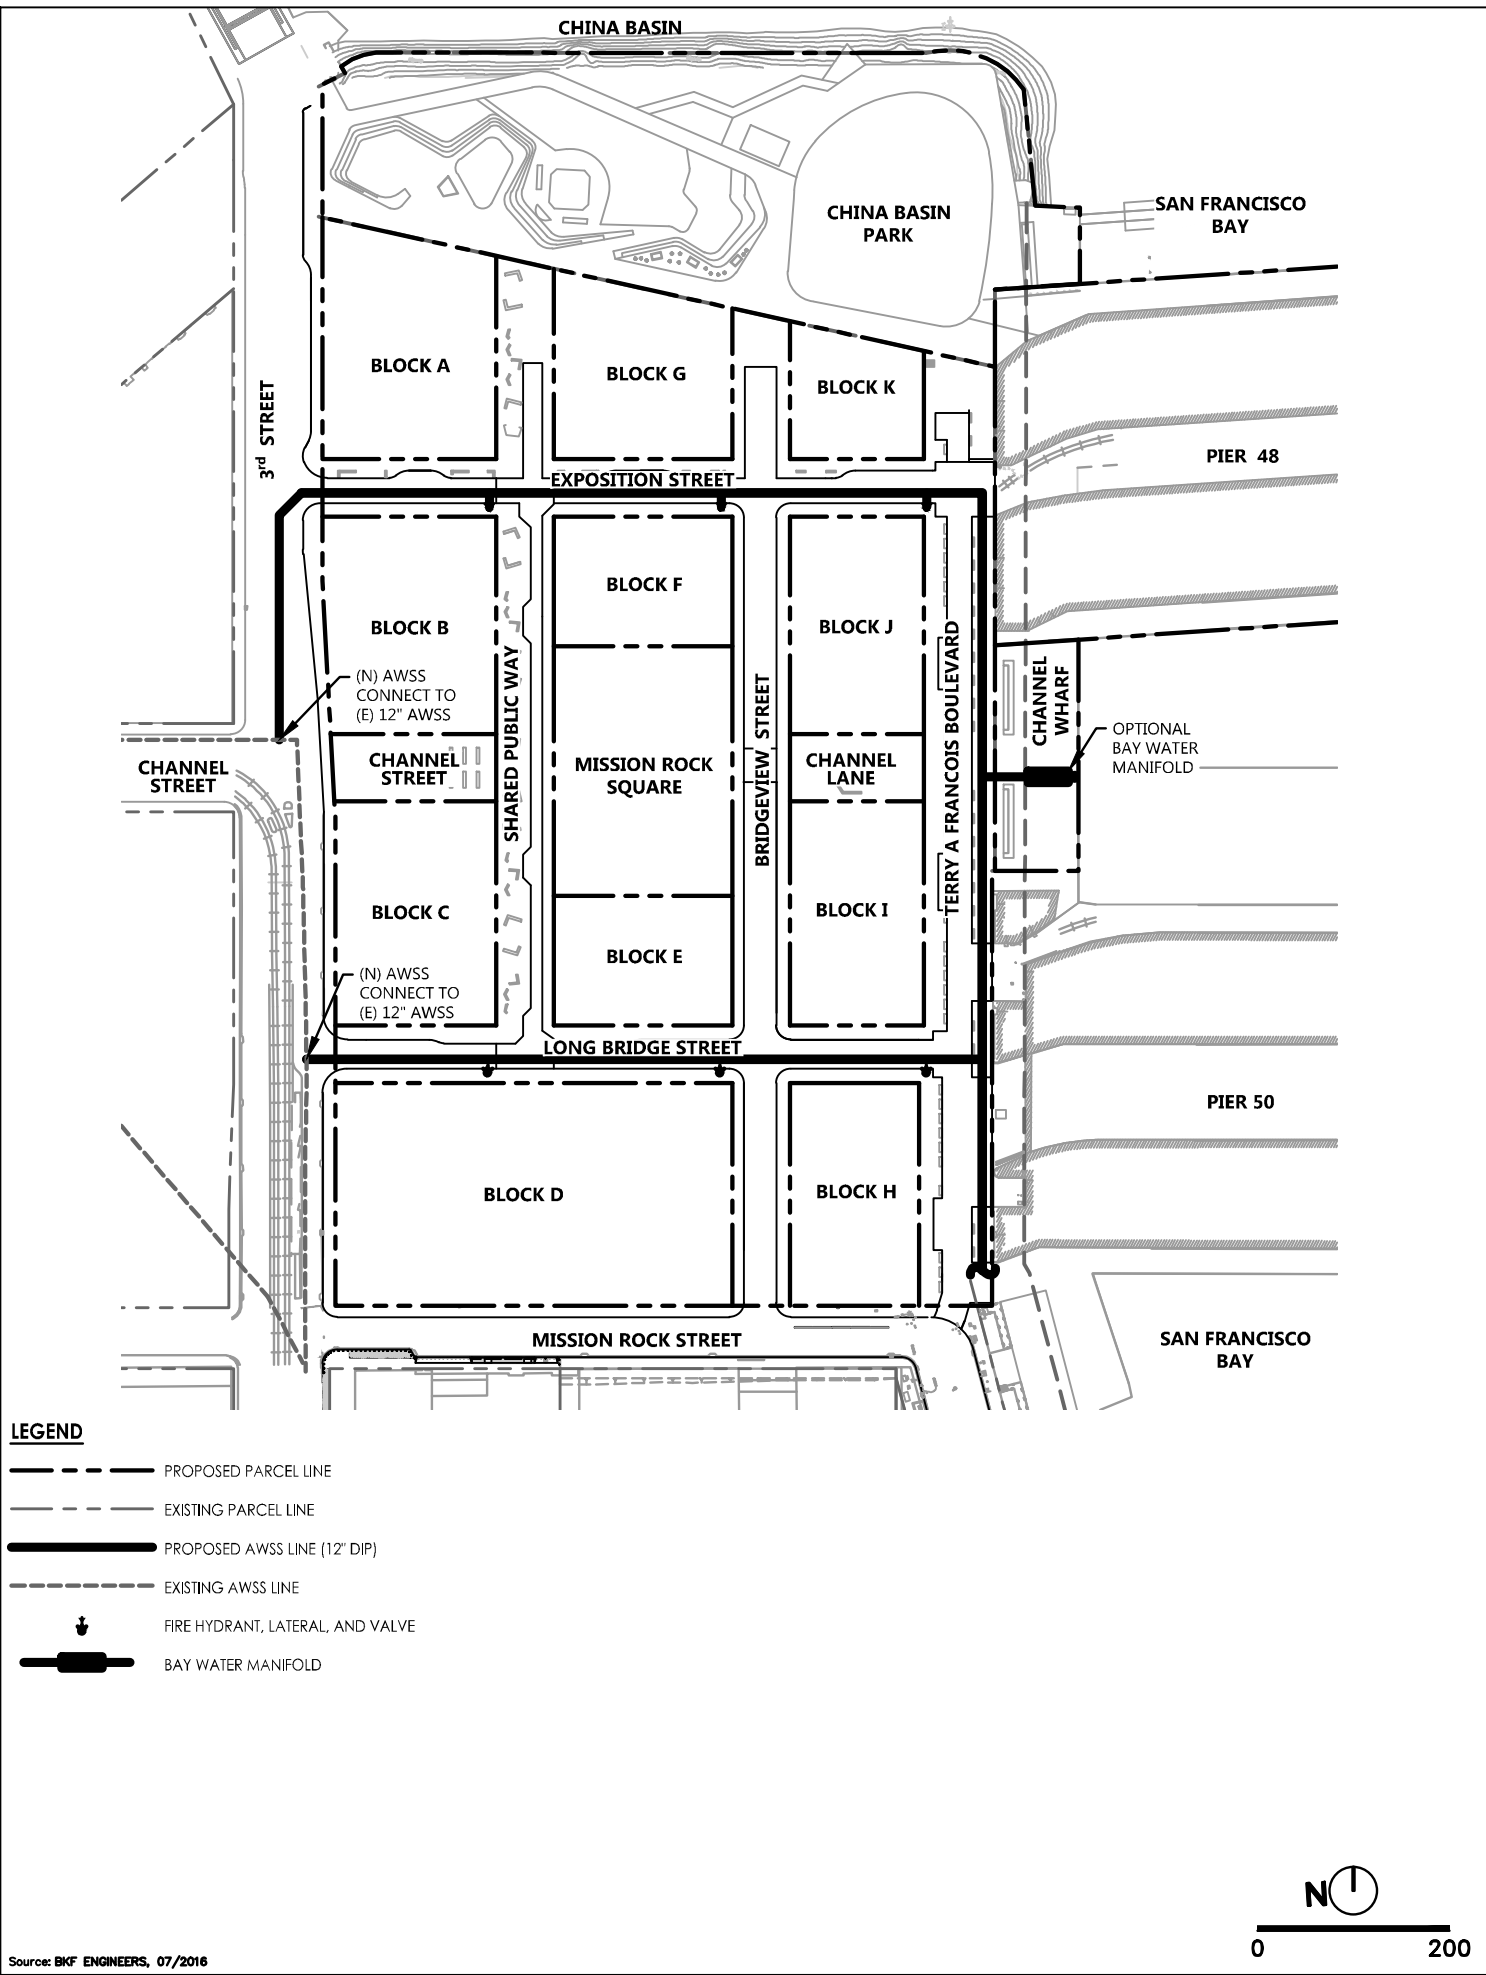 CHINA BASIN
SAN FRANCISCO
BAY
CHINA BASIN
PARK
BLOCK A
BLOCK G
BLOCK K
3rd STREET
PIER 48
EXPOSITION STREET
BLOCK F
BLOCK B
BLOCK J
(N) AWSS
CONNECT TO
(E) 12" AWSS
SHARED PUBLIC WAY
BRIDGEVIEW STREET
TERRY A FRANCOIS BOULEVARD
CHANNEL
WHARF
OPTIONAL
BAY WATER
MANIFOLD
CHANNEL
STREET
CHANNEL
STREET
MISSION ROCK
SQUARE
CHANNEL
LANE
BLOCK C
BLOCK I
BLOCK E
(N) AWSS
CONNECT TO
(E) 12" AWSS
LONG BRIDGE STREET
PIER 50
BLOCK D
BLOCK H
MISSION ROCK STREET
SAN FRANCISCO
BAY
LEGEND
PROPOSED PARCEL LINE
EXISTING PARCEL LINE
PROPOSED AWSS LINE (12" DIP)
EXISTING AWSS LINE
FIRE HYDRANT, LATERAL, AND VALVE
BAY WATER MANIFOLD
N
0 200
Source: BKF ENGINEERS, 07/2016